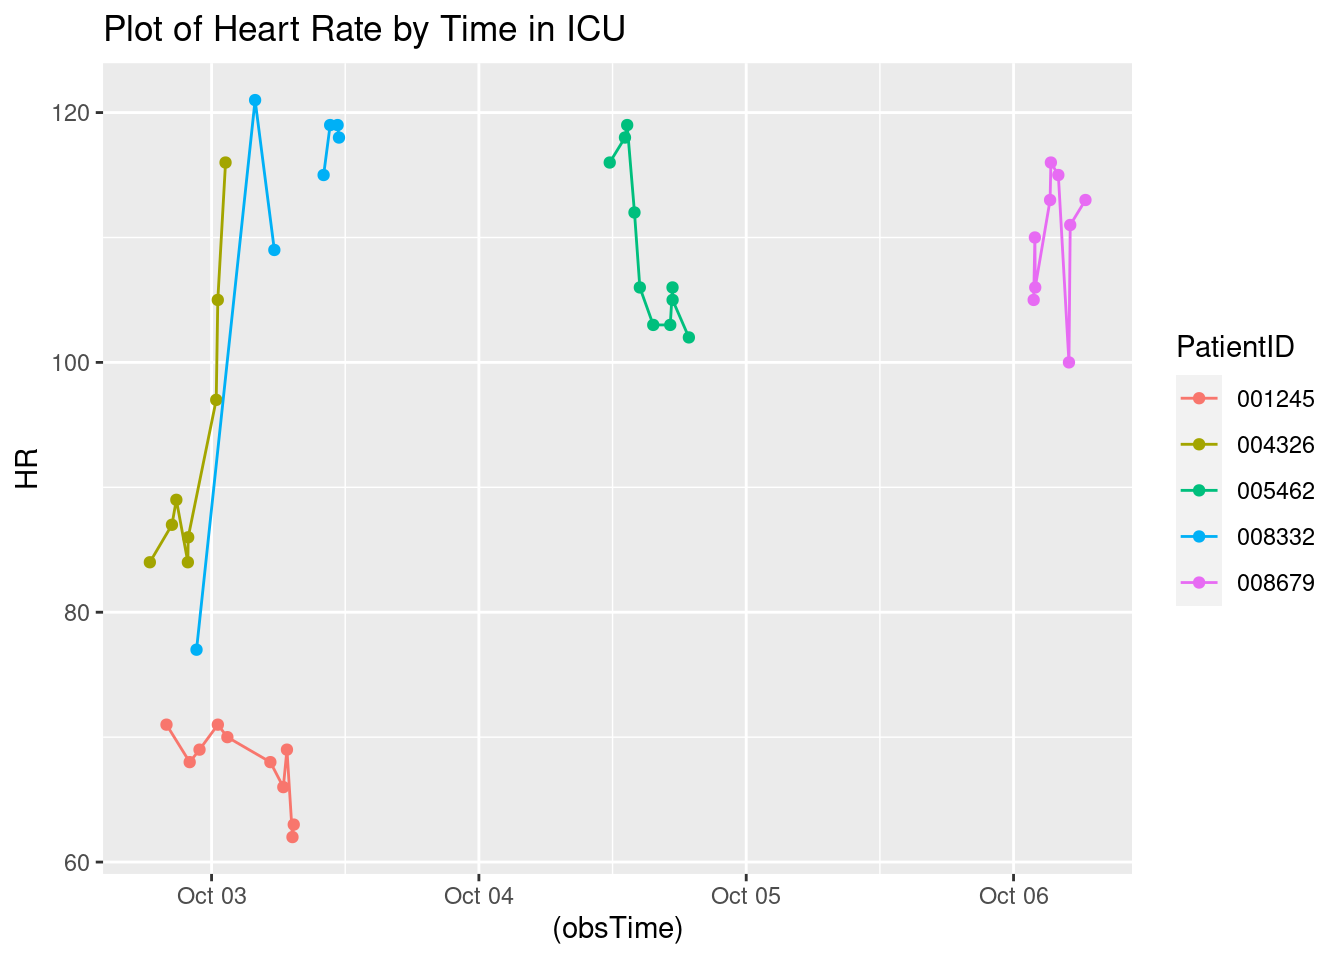 Plot of Heart Rate by Time in ICU
120
100
80
60
HR
Oct 03
Oct 04
Oct 05
Oct 06
(obsTime)
PatientID
001245
004326
005462
008332
008679